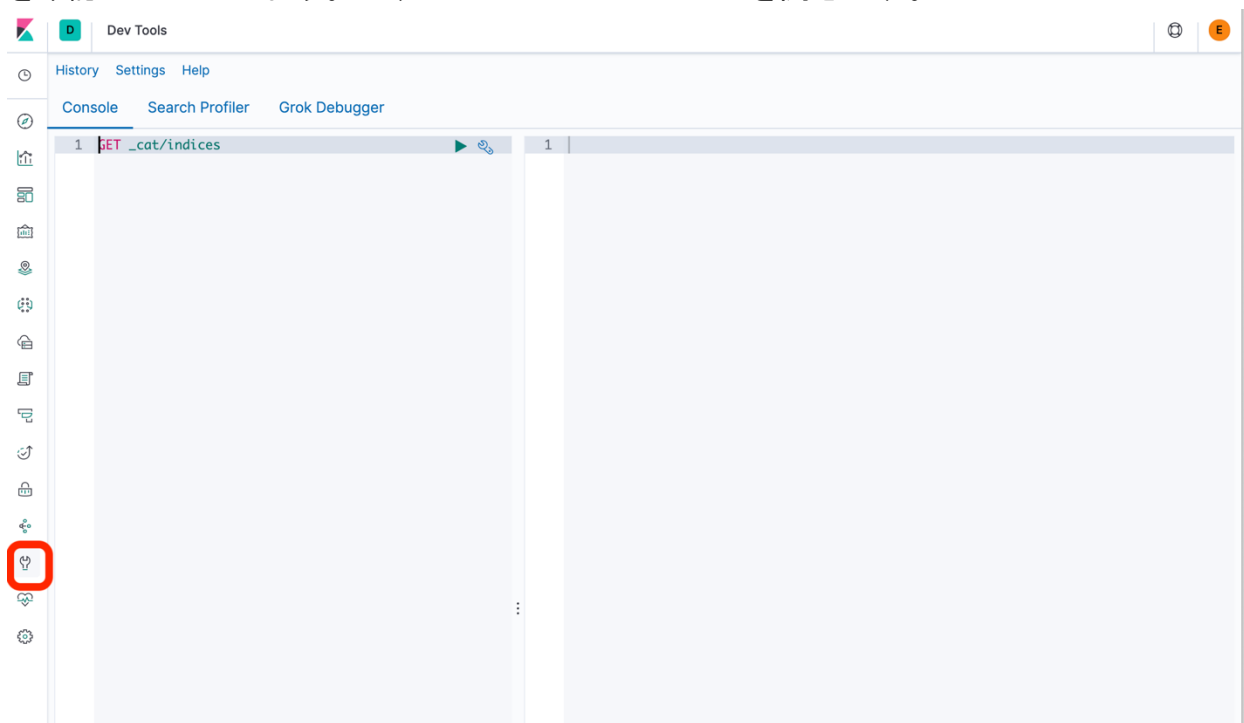 D Dev Tools E
History Settings Help
Console Search Profiler Grok Debugger
1 GET _cat/indices 1